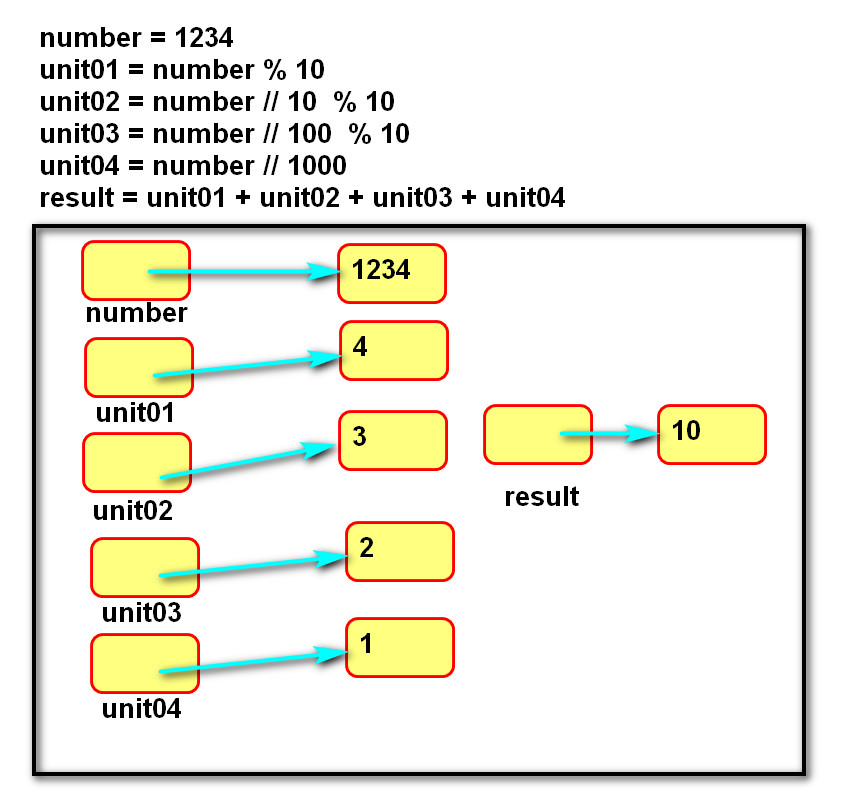 number = 1234
unit01 = number % 10
unit02 = number // 10  % 10
unit03 = number // 100  % 10
unit04 = number // 1000
result = unit01 + unit02 + unit03 + unit04
1234
number
4
unit01
3
unit02
10
result
2
unit03
1
unit04